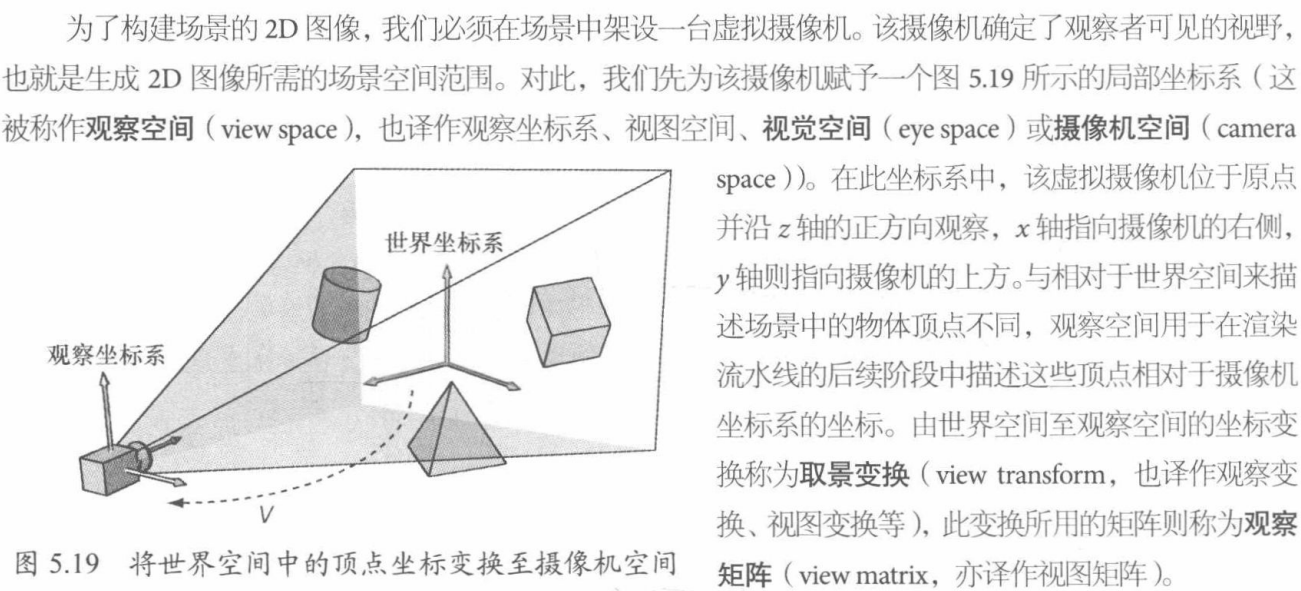 为了构建场景的 2D 图像，我们必须在场景中架设一台虚拟摄像机。该摄像机确定了观察者可见的视野，
也就是生成 2D 图像所需的场景空间范围。对此，我们先为该摄像机赋予一个图 5.19 所示的局部坐标系（这
被称作观察空间（view space），也译作观察坐标系、视图空间、视觉空间（eye space）或摄像机空间（camera
space））。在此坐标系中，该虚拟摄像机位于原点
并沿 z 轴的正方向观察，x 轴指向摄像机的右侧，
y 轴则指向摄像机的上方。与相对于世界空间来描
述场景中的物体顶点不同，观察空间用于在渲染
流水线的后续阶段中描述这些顶点相对于摄像机
坐标系的坐标。由世界空间至观察空间的坐标变
换称为取景变换（view transform，也译作观察变
换、视图变换等），此变换所用的矩阵则称为观察
矩阵（view matrix，亦译作视图矩阵）。
世界坐标系
观察坐标系
V
图 5.19 将世界空间中的顶点坐标变换至摄像机空间